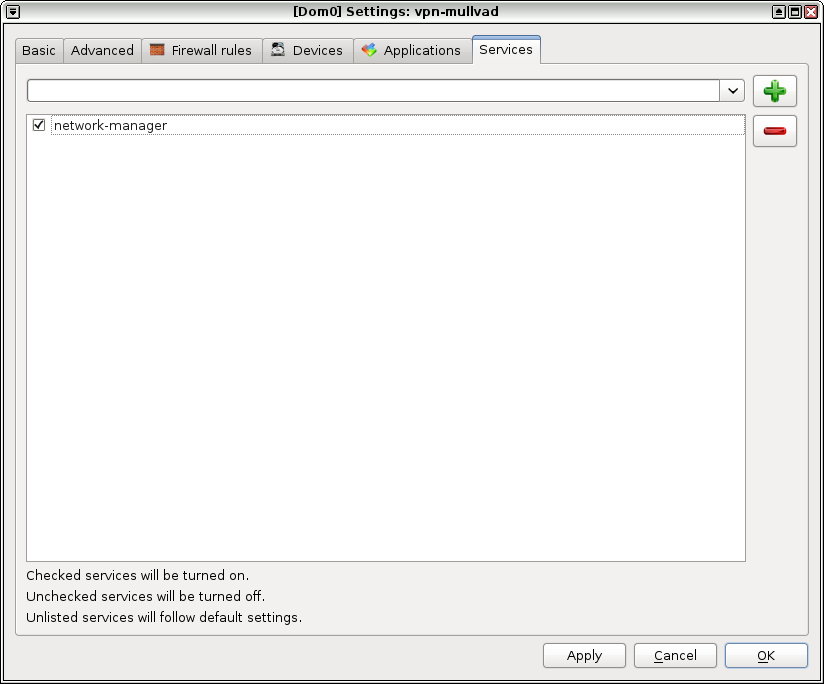 [Dom0] Settings: vpn-mullvad
Basic Advanced Firewall rules Devices Applications Services
network-manager
Checked services will be turned on.
Unchecked services will be turned off.
Unlisted services will follow default settings.
Apply Cancel OK